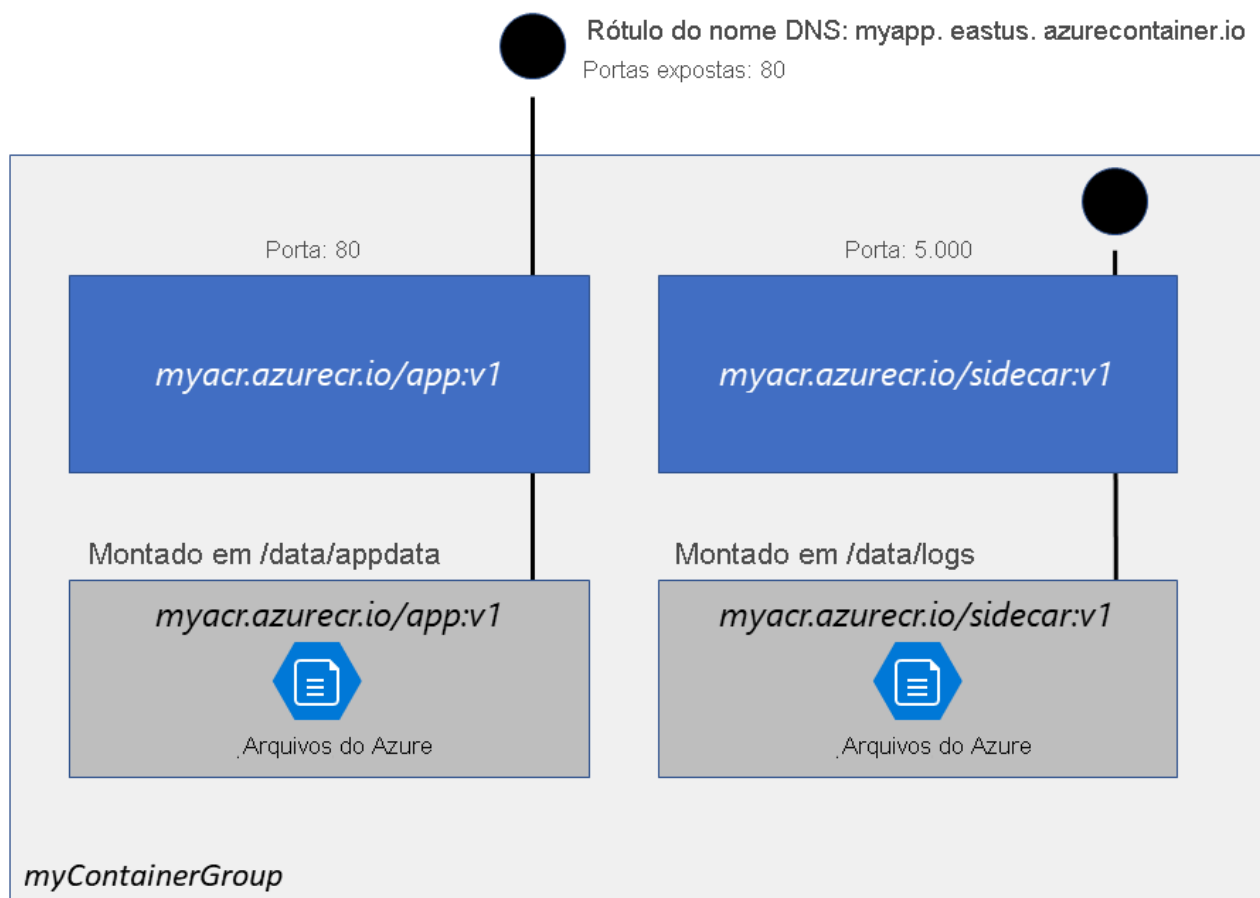 Rótulo do nome DNS: myapp. eastus. azurecontainer.io
Portas expostas: 80
Porta: 80
Porta: 5.000
myacr.azurecr.io/app:v1
myacr.azurecr.io/sidecar:v1
Montado em /data/appdata
Montado em /data/logs
myacr.azurecr.io/app:v1
myacr.azurecr.io/sidecar:v1
Arquivos do Azure
Arquivos do Azure
myContainerGroup